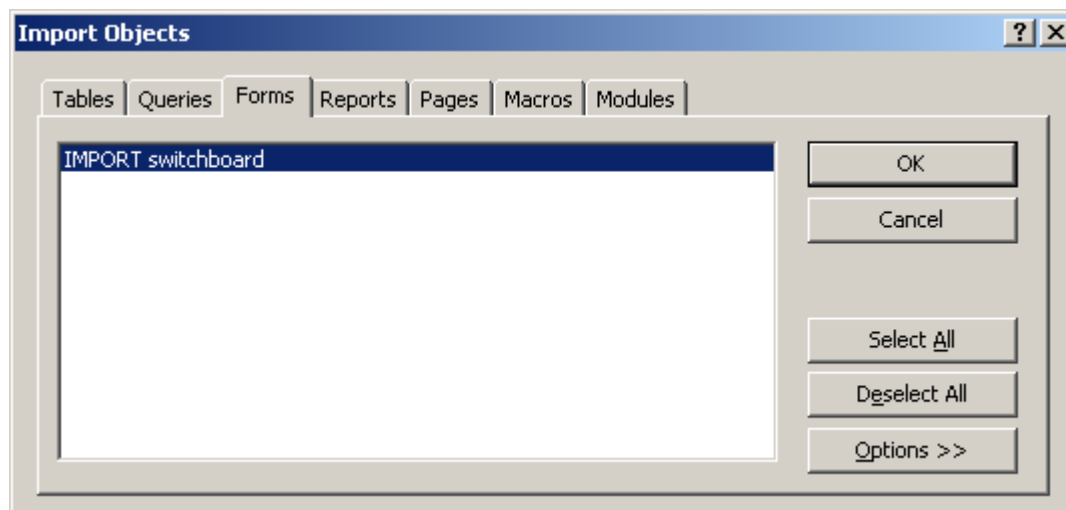 Import Objects
Tables Queries Forms Reports Pages Macros Modules
IMPORT switchboard
OK
Cancel
Select All
Deselect All
Options >>